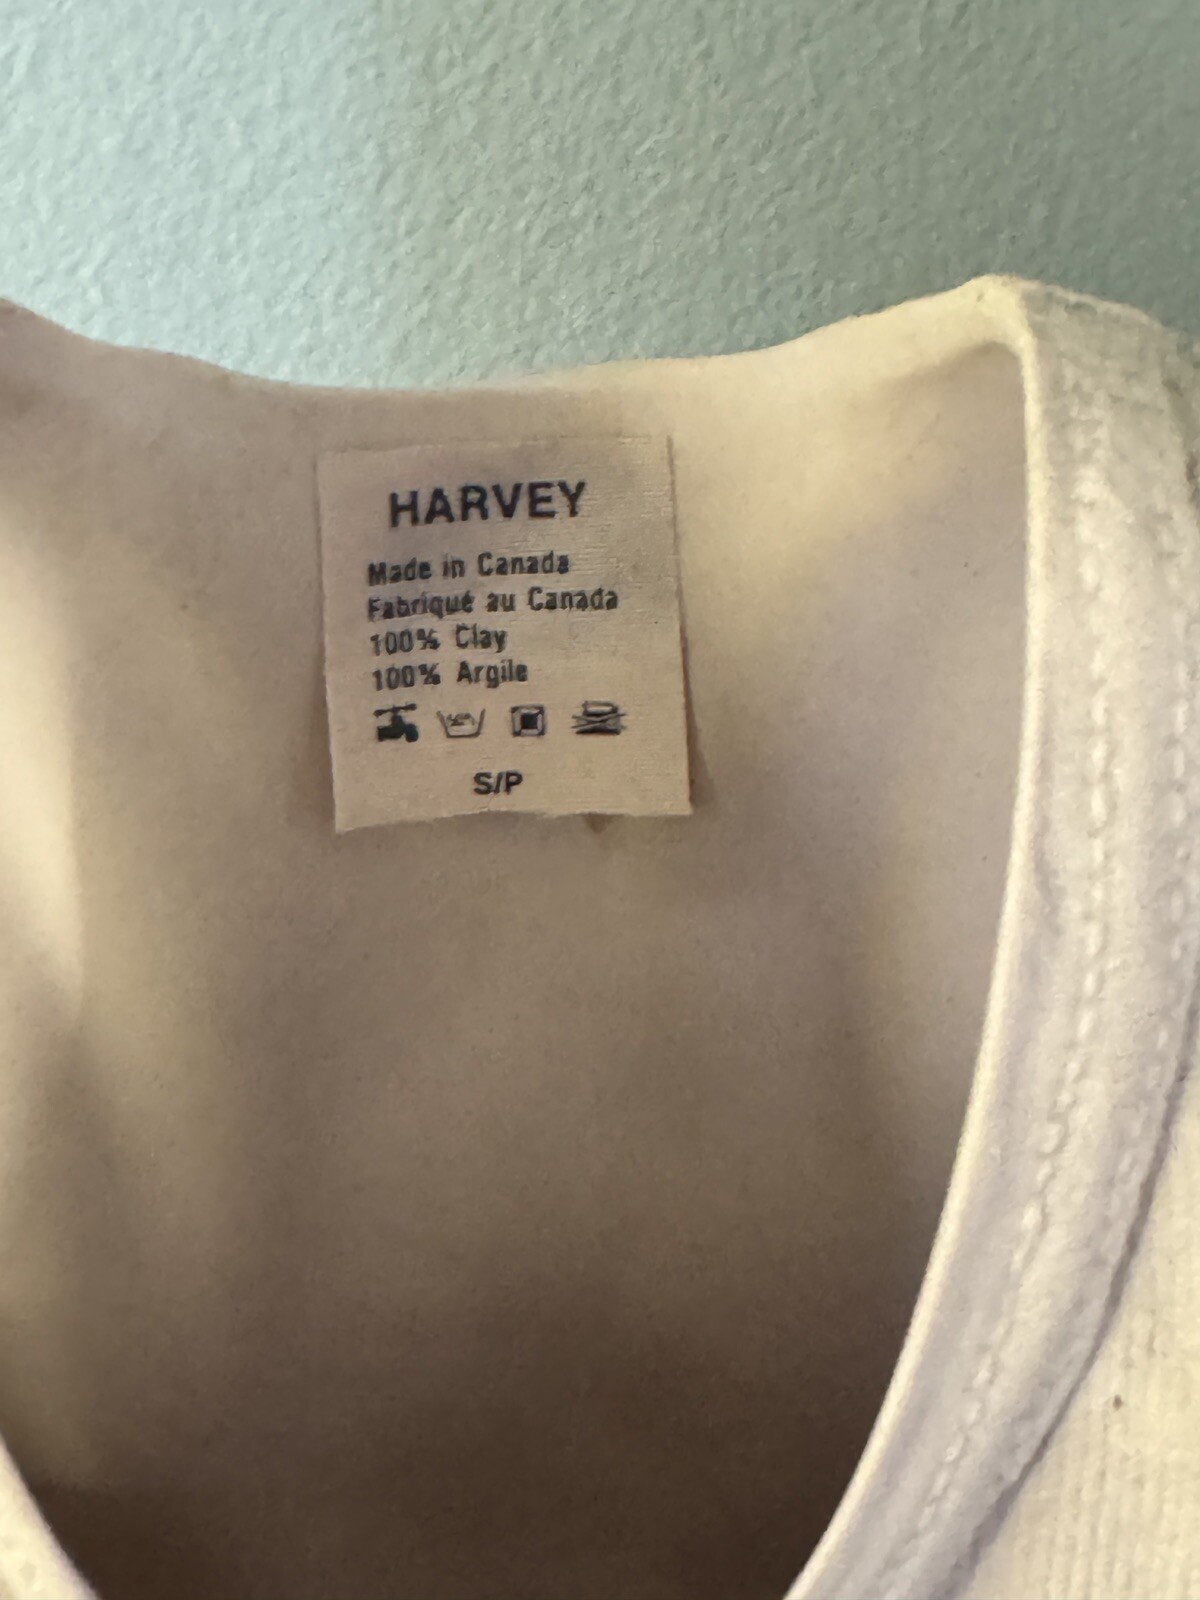 HARVEY
Made in Canada
Fabriqué au Canada
100% Clay
100% Argile
S/P